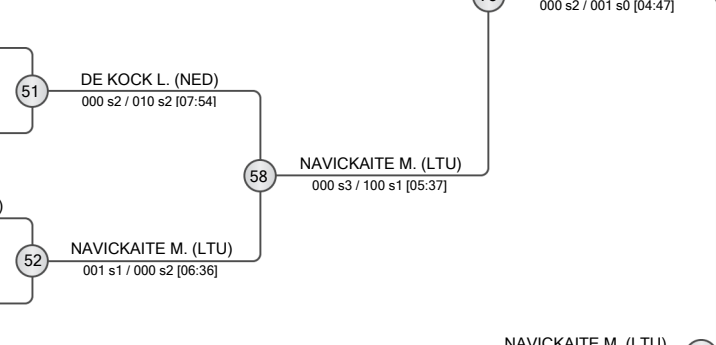 000 s2 / 001 s0 [04:47]
DE KOCK L. (NED)
51
000 s2 / 010 s2 [07:54]
NAVICKAITE M. (LTU)
58
000 s3 / 100 s1 [05:37]
)
NAVICKAITE M. (LTU)
52
001 s1 / 000 s2 [06:36]
NAVICKAITE M. (LTU)